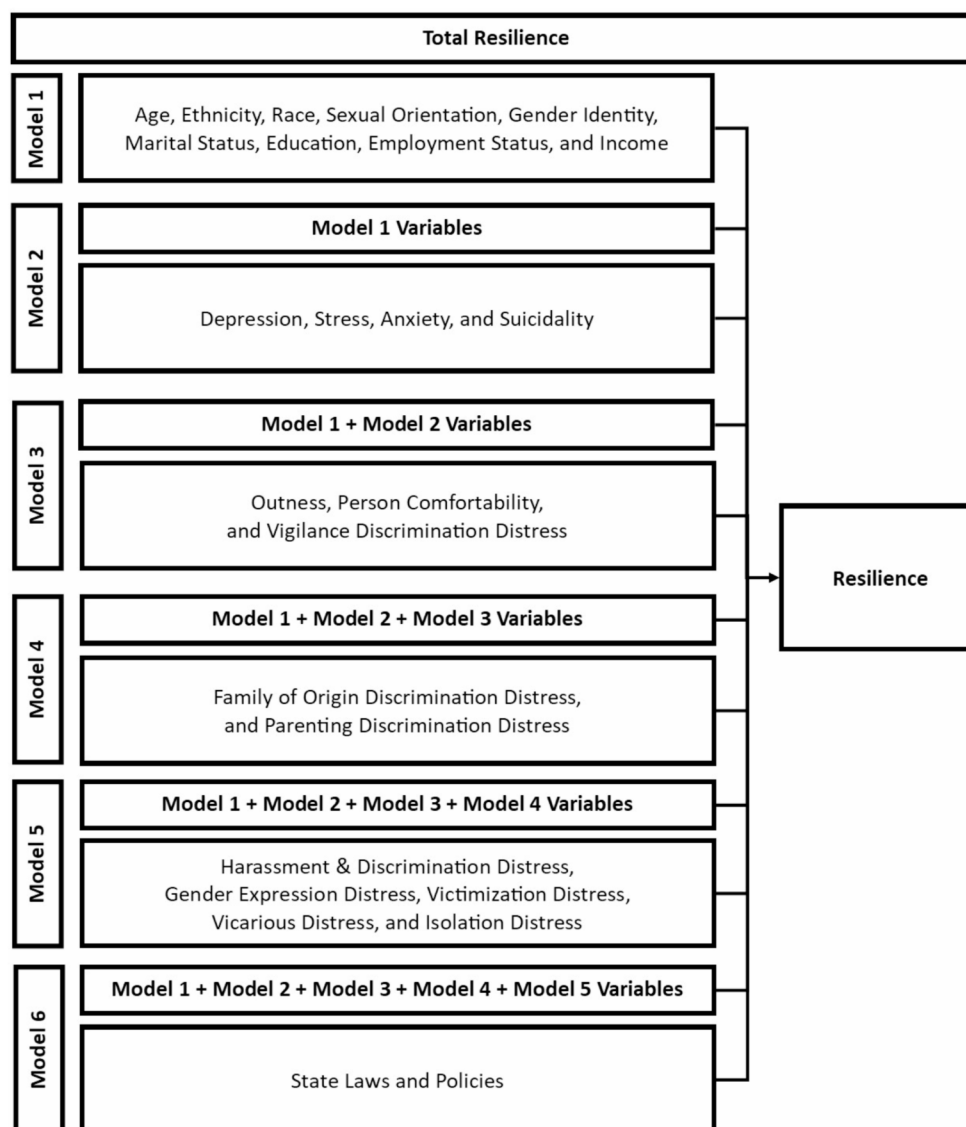 Total Resilience
Model 1
Age, Ethnicity, Race, Sexual Orientation, Gender Identity,
Marital Status, Education, Employment Status, and Income
Model 2
Model 1 Variables
Depression, Stress, Anxiety, and Suicidality
Model 3
Model 1 + Model 2 Variables
Outness, Person Comfortability,
and Vigilance Discrimination Distress
Resilience
Model 4
Model 1 + Model 2 + Model 3 Variables
Family of Origin Discrimination Distress,
and Parenting Discrimination Distress
Model 5
Model 1 + Model 2 + Model 3 + Model 4 Variables
Harassment & Discrimination Distress,
Gender Expression Distress, Victimization Distress,
Vicarious Distress, and Isolation Distress
Model 6
Model 1 + Model 2 + Model 3 + Model 4 + Model 5 Variables
State Laws and Policies